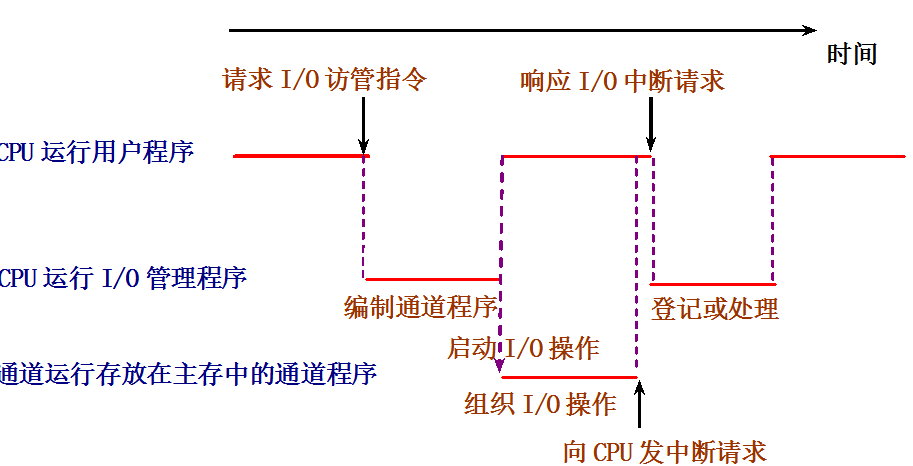 时间
请求 I/O 访管指令
响应 I/O 中断请求
CPU 运行用户程序
CPU 运行 I/O 管理程序
编制通道程序
登记或处理
启动 I/O 操作
通道运行存放在主存中的通道程序
组织 I/O 操作
向 CPU 发中断请求